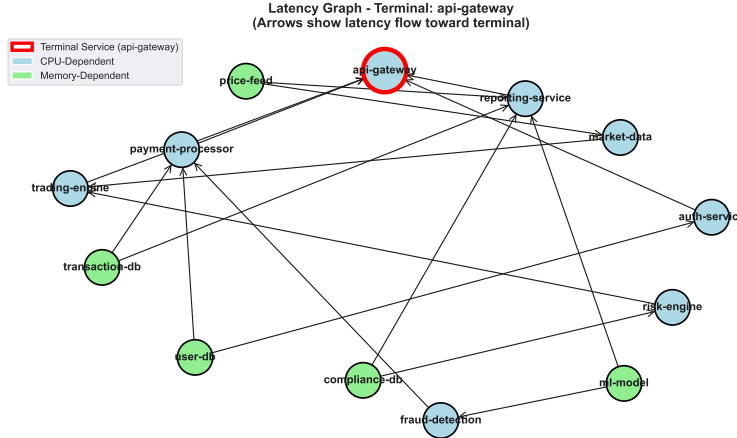 Latency Graph - Terminal: api-gateway
(Arrows show latency flow toward terminal)
Terminal Service (api-gateway)
CPU-Dependent
Memory-Dependent
api-gateway
price-feed
reporting-service
market-data
payment-processor
trading-engine
auth-servic
transaction-db
risk-engine
user-db
compliance-db
ml-model
fraud-detection